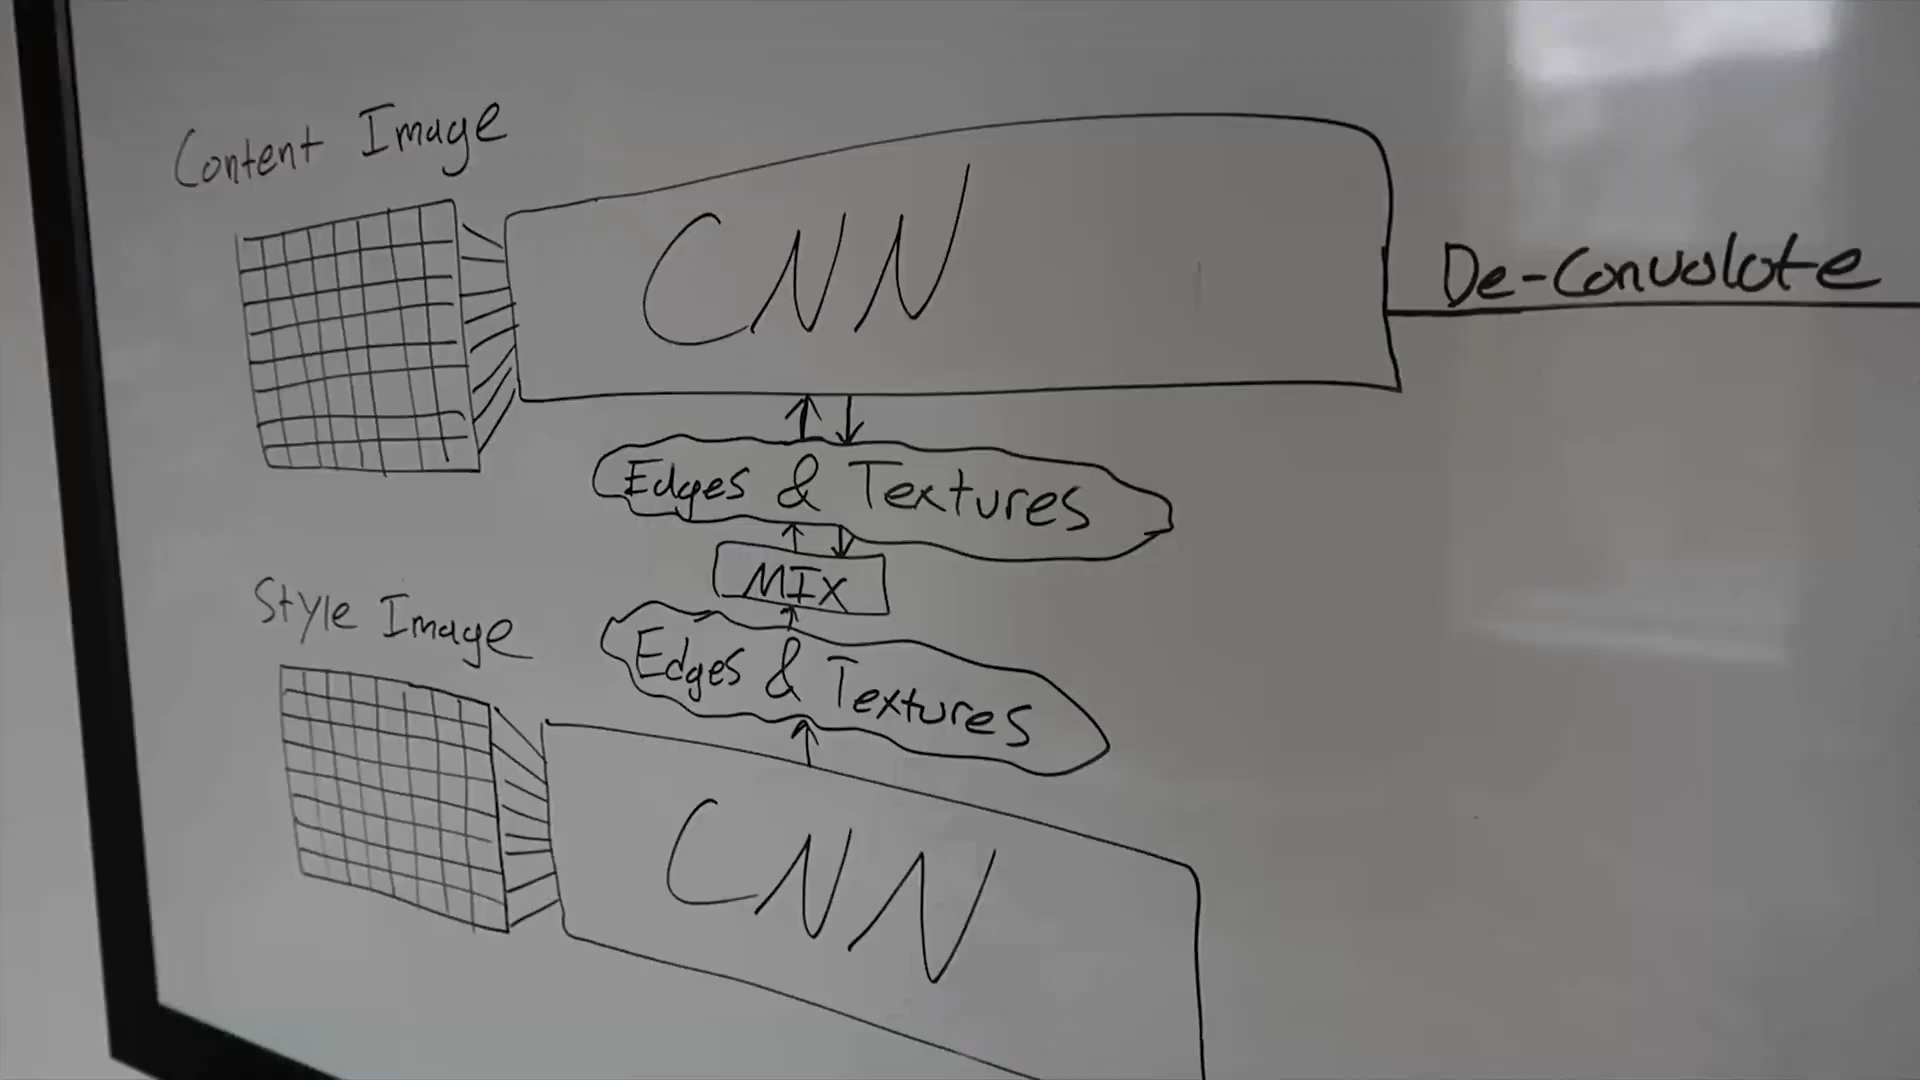 Content Image
CNN
De-Convolote
Edges & Textures
MIX
Style Image
Edges & Textures
CNN